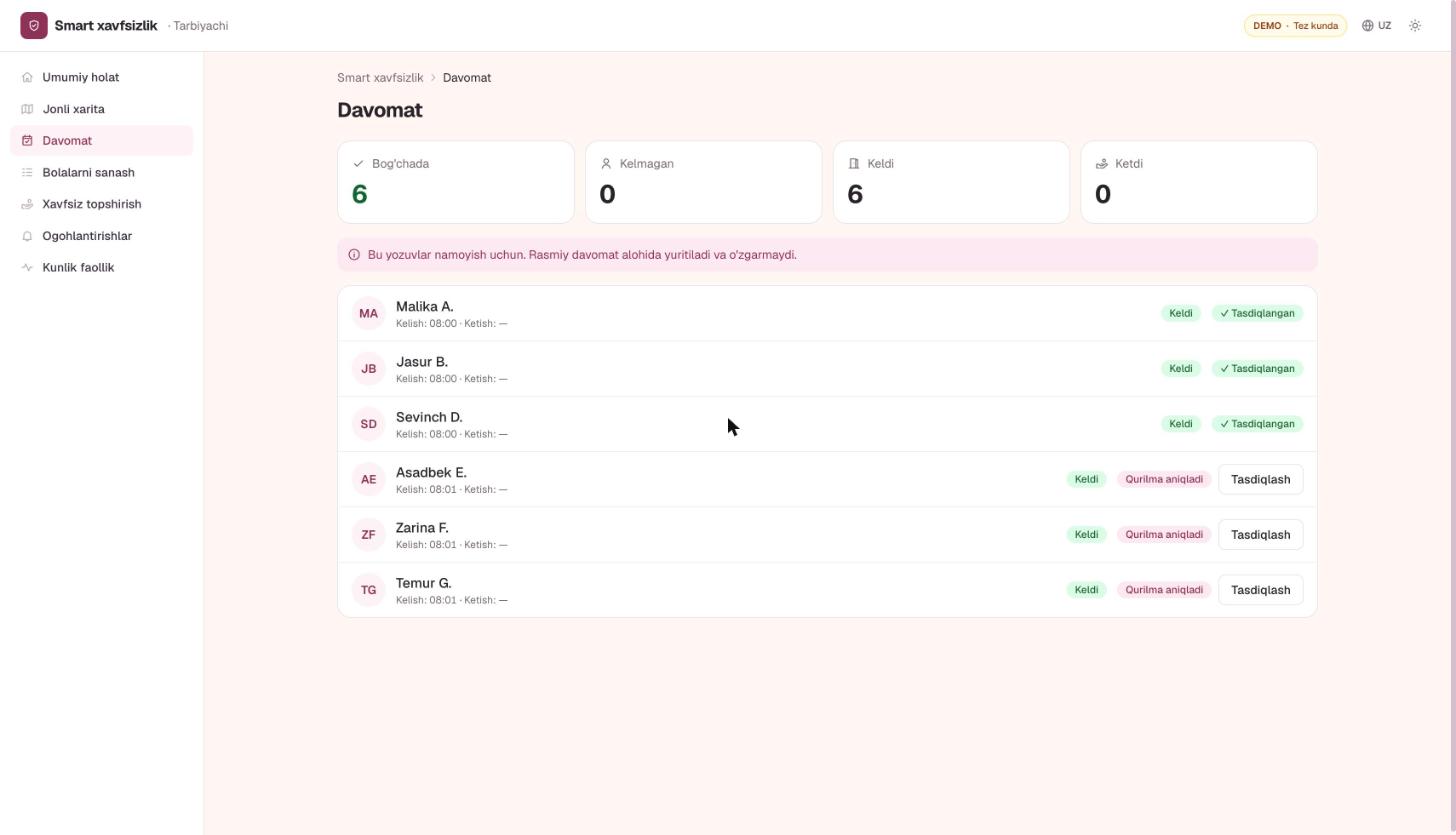 Smart xavfsizlik · Tarbiyachi
DEMO · Tez kunda
UZ
Umumiy holat
Jonli xarita
Davomat
Bolalarni sanash
Xavfsiz topshirish
Ogohlantirishlar
Kunlik faollik
Smart xavfsizlik > Davomat
Davomat
Bog'chada
6
Kelmagan
0
Keldi
6
Ketdi
0
Bu yozuvlar namoyish uchun. Rasmiy davomat alohida yuritiladi va o'zgarmaydi.
MA
Malika A.
Kelish: 08:00 · Ketish: —
Keldi
✓ Tasdiqlangan
JB
Jasur B.
Kelish: 08:00 · Ketish: —
Keldi
✓ Tasdiqlangan
SD
Sevinch D.
Kelish: 08:00 · Ketish: —
Keldi
✓ Tasdiqlangan
AE
Asadbek E.
Kelish: 08:01 · Ketish: —
Keldi
Qurilma aniqladi
Tasdiqlash
ZF
Zarina F.
Kelish: 08:01 · Ketish: —
Keldi
Qurilma aniqladi
Tasdiqlash
TG
Temur G.
Kelish: 08:01 · Ketish: —
Keldi
Qurilma aniqladi
Tasdiqlash